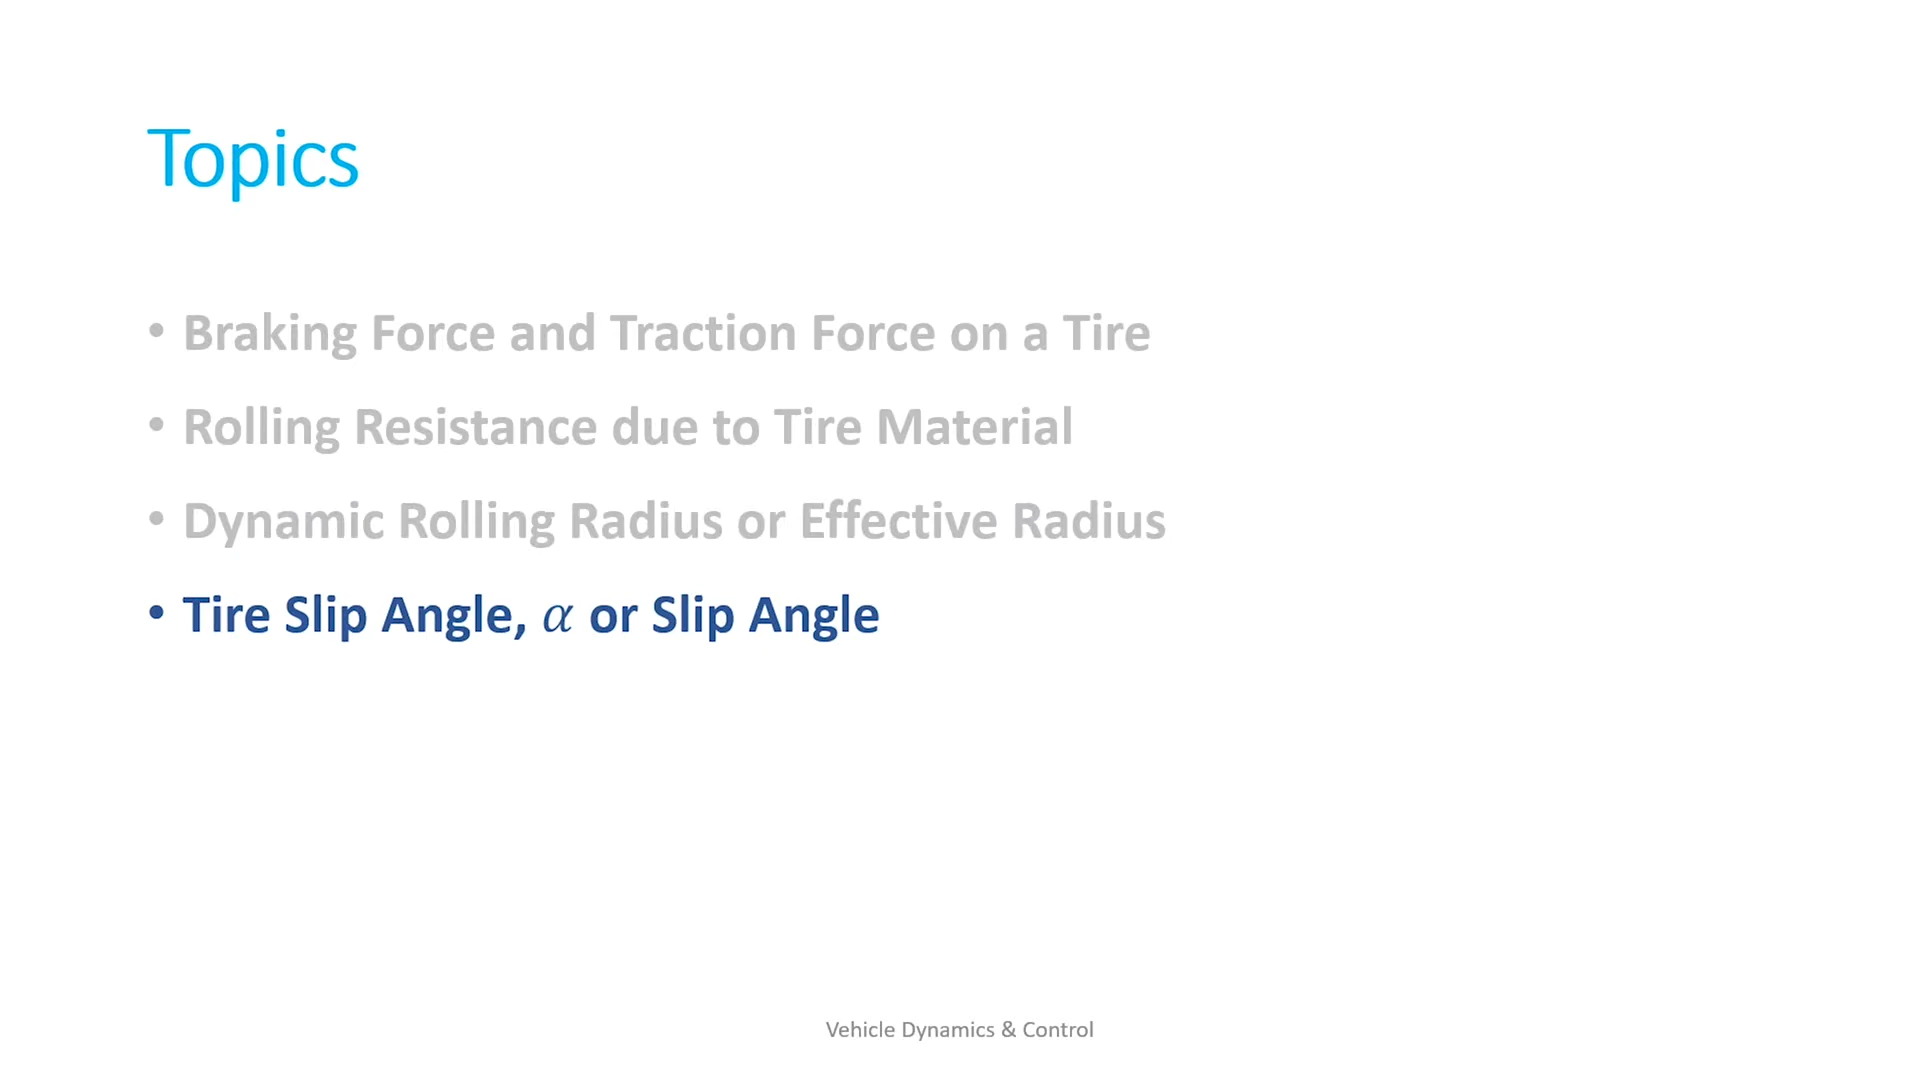 Topics
• Braking Force and Traction Force on a Tire
• Rolling Resistance due to Tire Material
• Dynamic Rolling Radius or Effective Radius
• Tire Slip Angle, α or Slip Angle
Vehicle Dynamics & Control